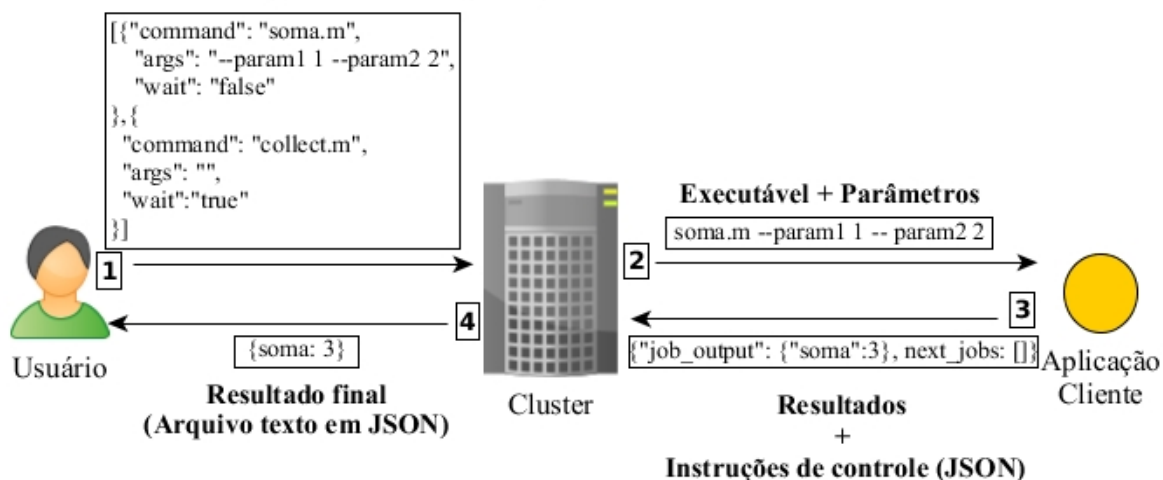 [{"command": "soma.m",
"args": "--param1 1 --param2 2",
"wait": "false"
},{
"command": "collect.m",
"args": "",
"wait":"true"
}]
1
Usuário
4
{soma: 3}
Resultado final
(Arquivo texto em JSON)
Cluster
Executável + Parâmetros
soma.m --param1 1 -- param2 2
2
3
{"job_output": {"soma":3}, next_jobs: []}
Aplicação
Cliente
Resultados
+
Instruções de controle (JSON)